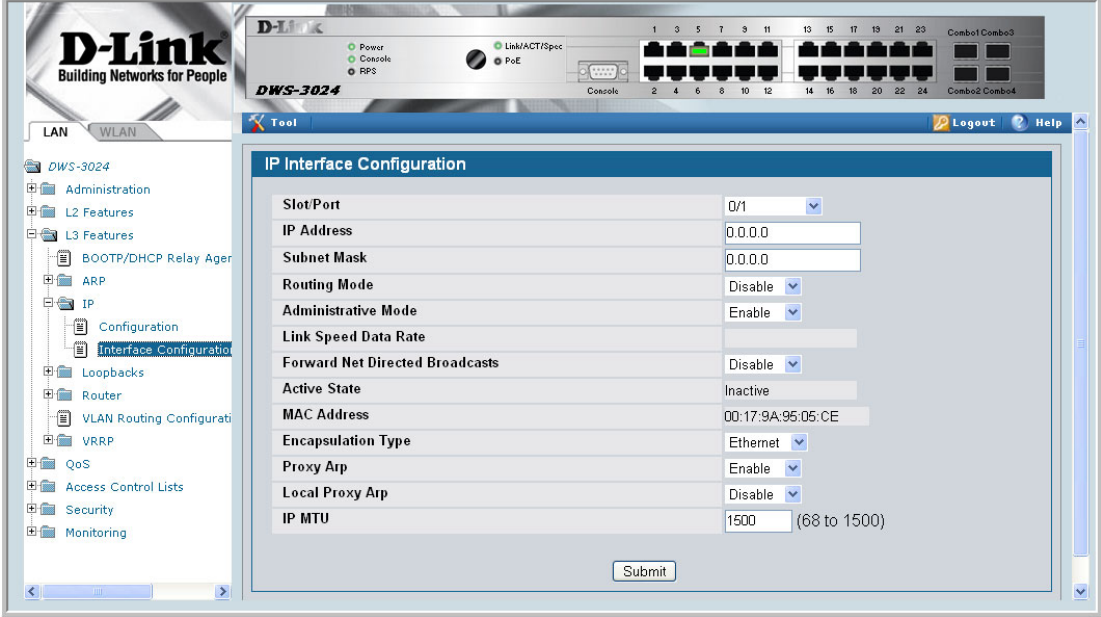 D-Link
Building Networks for People
D-Link
Power
Console
RPS
Link/ACT/Spec
PoE
Console
1 3 5 7 9 11 13 15 17 19 21 23
Combo1 Combo3
DWS-3024
2 4 6 8 10 12 14 16 18 20 22 24
Combo2 Combo4
LAN
WLAN
Tool
Logout
Help
DWS-3024
Administration
L2 Features
L3 Features
BOOTP/DHCP Relay Agen
ARP
IP
Configuration
Interface Configuratio
Loopbacks
Router
VLAN Routing Configurati
VRRP
QoS
Access Control Lists
Security
Monitoring
IP Interface Configuration
Slot/Port 0/1
IP Address 0.0.0.0
Subnet Mask 0.0.0.0
Routing Mode Disable
Administrative Mode Enable
Link Speed Data Rate
Forward Net Directed Broadcasts Disable
Active State Inactive
MAC Address 00:17:9A:95:05:CE
Encapsulation Type Ethernet
Proxy Arp Enable
Local Proxy Arp Disable
IP MTU 1500 (68 to 1500)
Submit